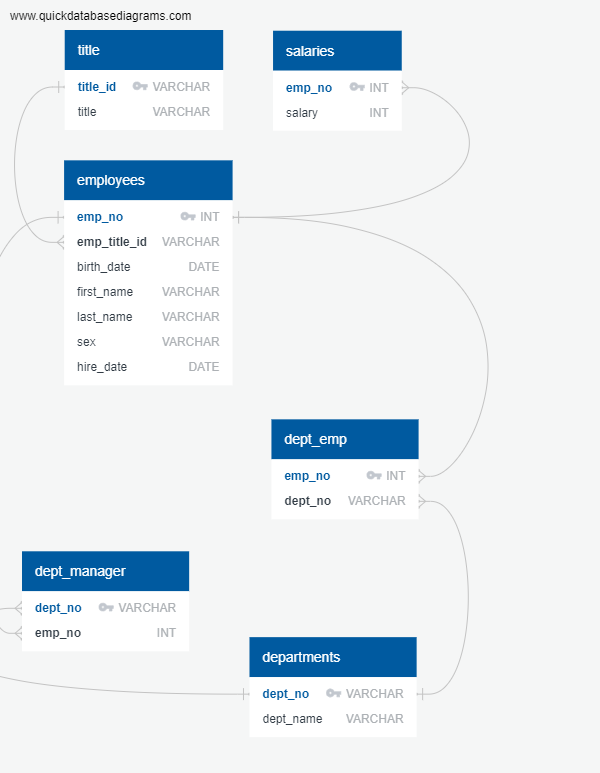 www.quickdatabasediagrams.com
title
title_id VARCHAR
title VARCHAR
salaries
emp_no INT
salary INT
employees
emp_no INT
emp_title_id VARCHAR
birth_date DATE
first_name VARCHAR
last_name VARCHAR
sex VARCHAR
hire_date DATE
dept_emp
emp_no INT
dept_no VARCHAR
dept_manager
dept_no VARCHAR
emp_no INT
departments
dept_no VARCHAR
dept_name VARCHAR